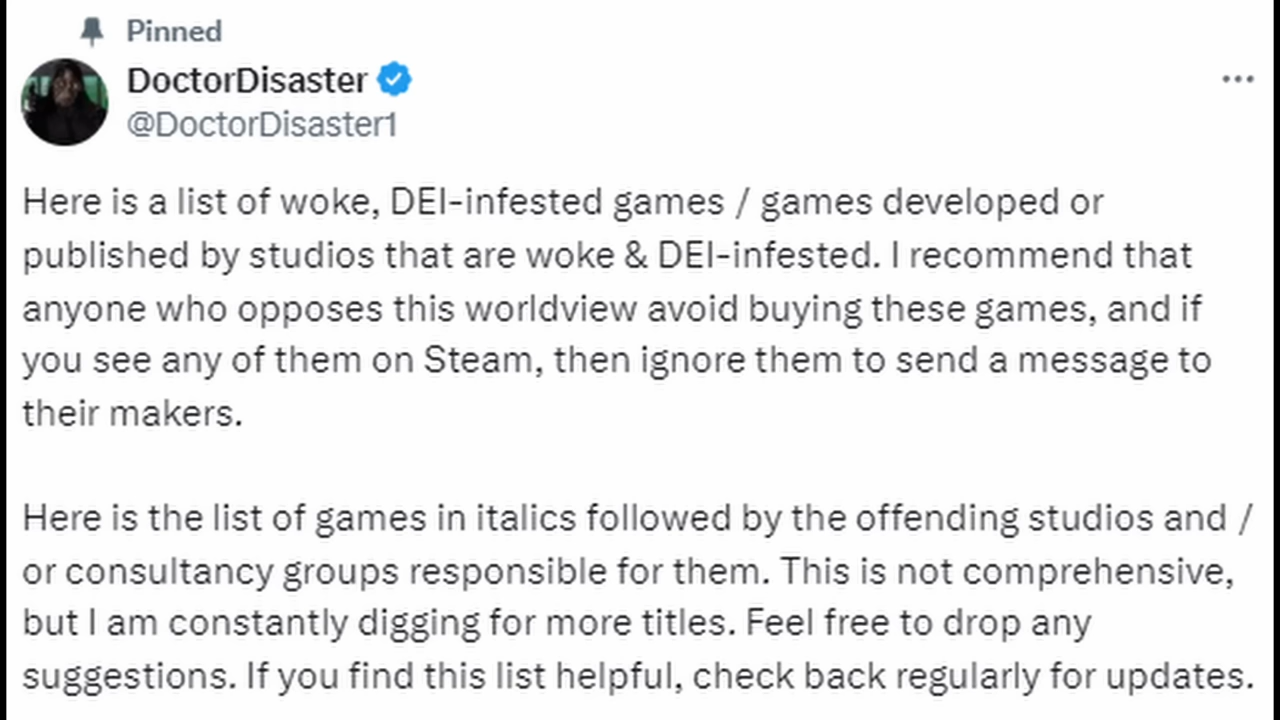 Pinned
DoctorDisaster
@DoctorDisaster1
Here is a list of woke, DEI-infested games / games developed or
published by studios that are woke & DEI-infested. I recommend that
anyone who opposes this worldview avoid buying these games, and if
you see any of them on Steam, then ignore them to send a message to
their makers.
Here is the list of games in italics followed by the offending studios and /
or consultancy groups responsible for them. This is not comprehensive,
but I am constantly digging for more titles. Feel free to drop any
suggestions. If you find this list helpful, check back regularly for updates.